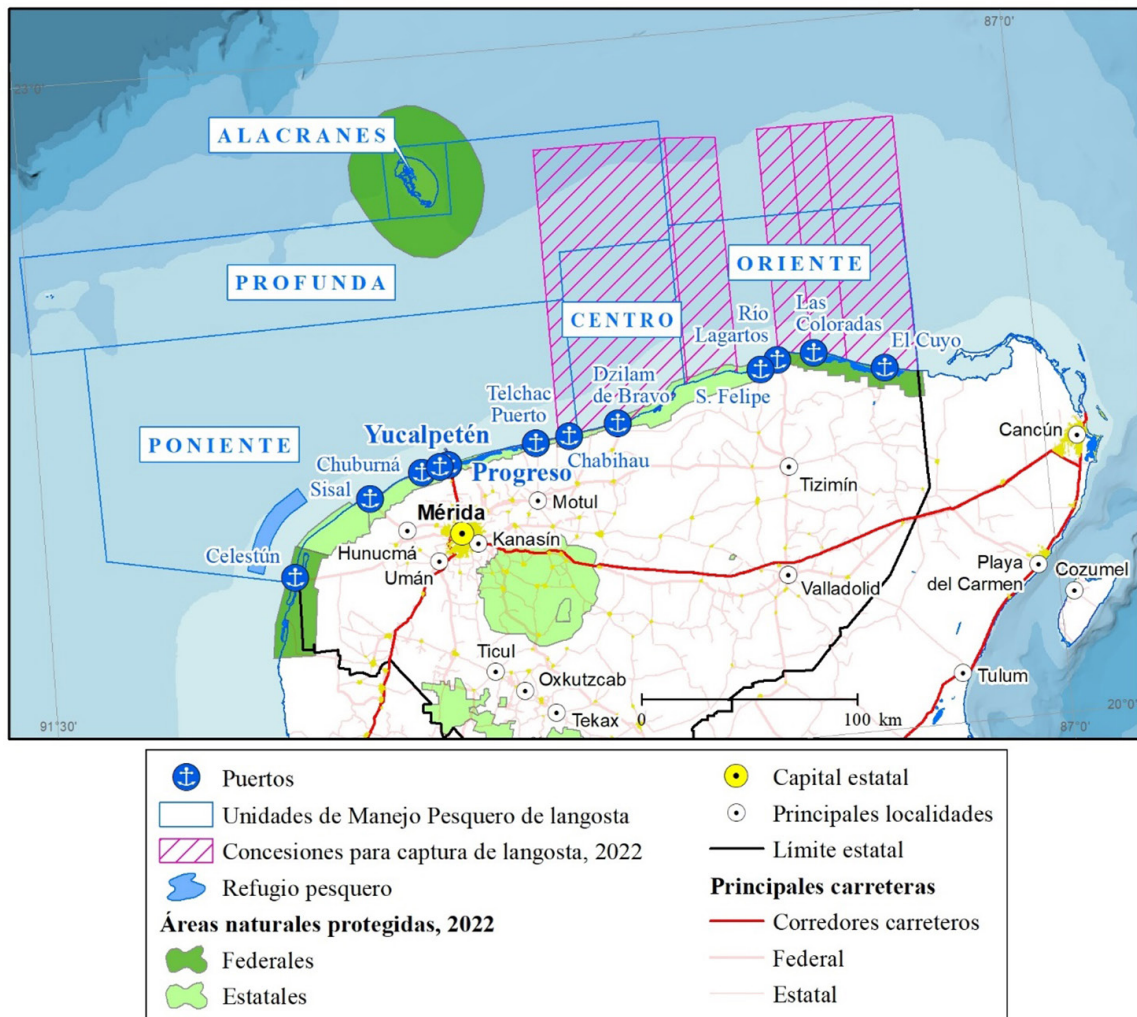 87°0'
23°0'
ALACRANES
PROFUNDA
ORIENTE
CENTRO
Río
Lagartos
Las
Coloradas
El Cuyo
Dzilam
de Bravo
S. Felipe
Telchac
Puerto
Chabihau
PONIENTE
Yucalpetén
Chuburná
Progreso
Sisal
Celestún
Cancún
Tizimín
Motul
Mérida
Kanasín
Hunucmá
Umán
Valladolid
Playa
del Carmen
Cozumel
Ticul
Oxkutzcab
Tekax
Tulum
0 100 km
91°30'
87°0'
20°0'
Puertos
Unidades de Manejo Pesquero de langosta
Concesiones para captura de langosta, 2022
Refugio pesquero
Áreas naturales protegidas, 2022
Federales
Estatales
Capital estatal
Principales localidades
Límite estatal
Principales carreteras
Corredores carreteros
Federal
Estatal